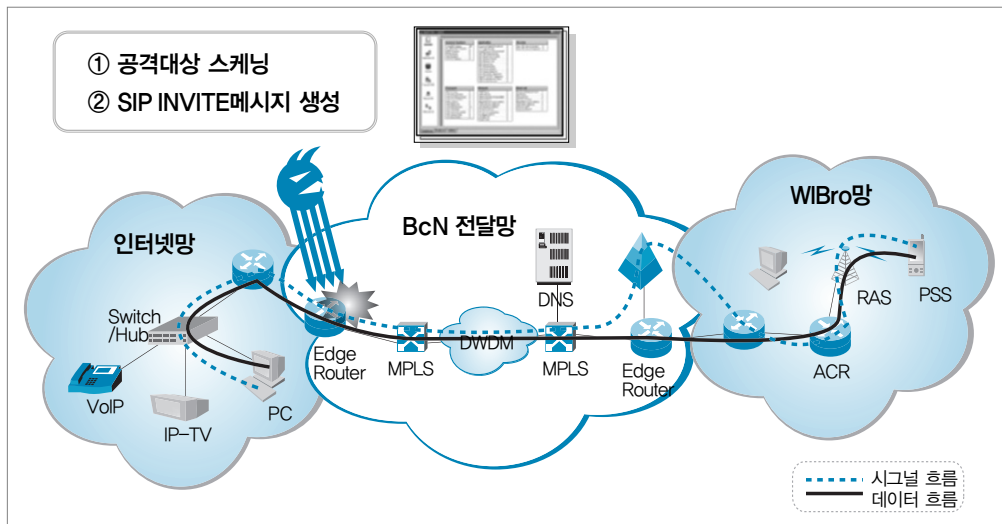 ① 공격대상 스케닝
② SIP INVITE메시지 생성
인터넷망
BcN 전달망
WIBro망
Switch
/Hub
VoIP
IP-TV
PC
Edge
Router
MPLS
DWDM
DNS
MPLS
Edge
Router
RAS
PSS
ACR
시그널 흐름
데이터 흐름